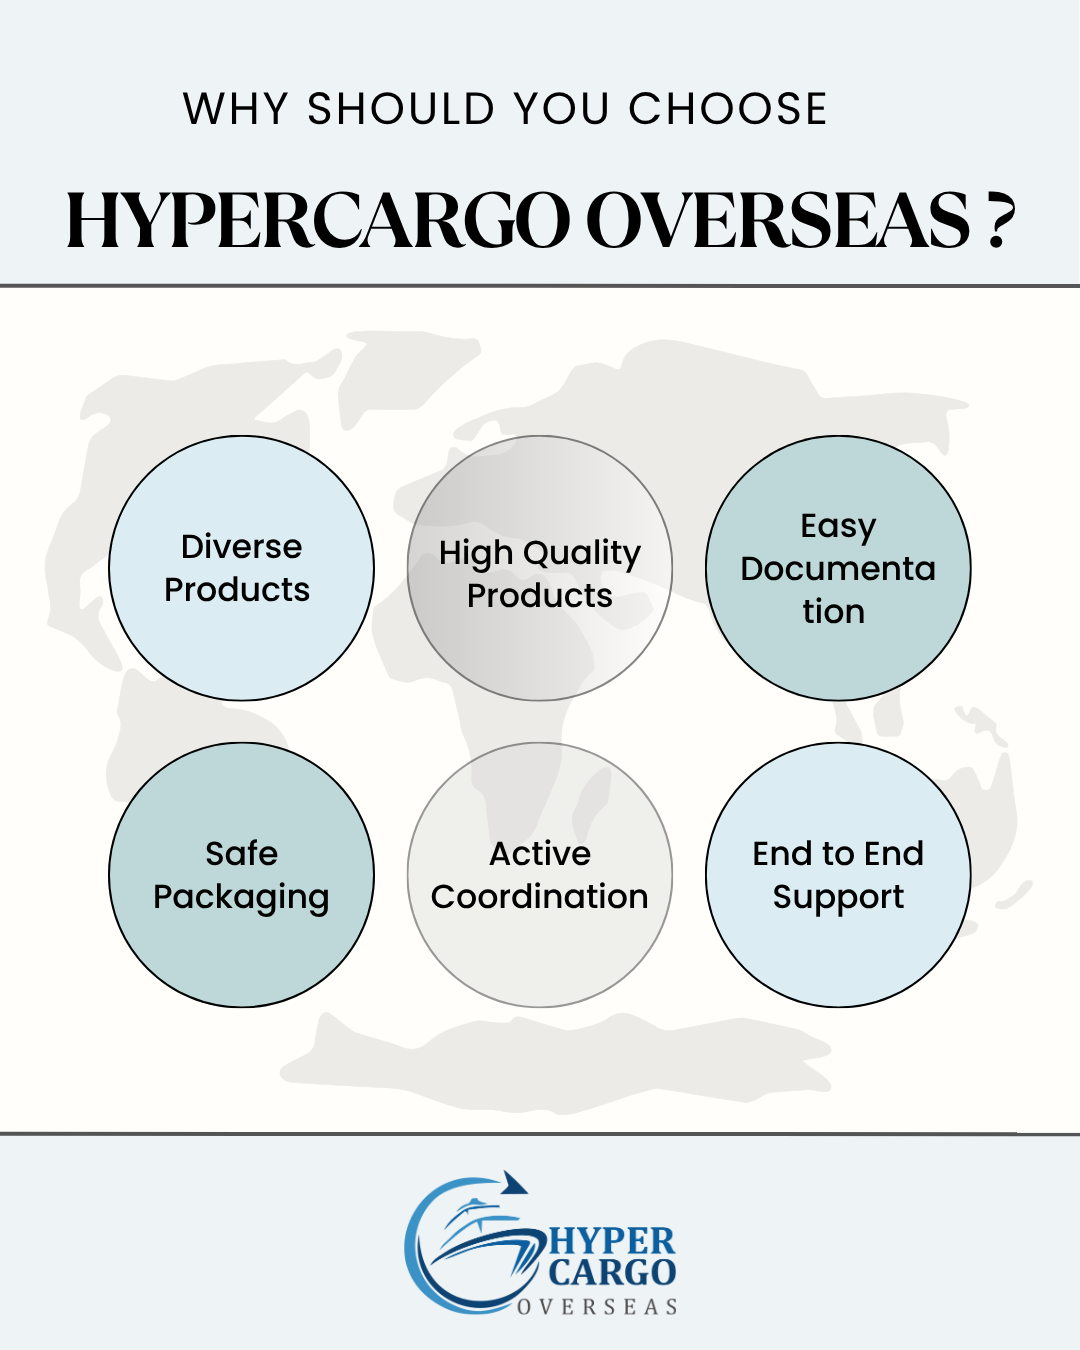 WHY SHOULD YOU CHOOSE
HYPERCARGO OVERSEAS ?
Diverse
Products
High Quality
Products
Easy
Documenta
tion
Safe
Packaging
Active
Coordination
End to End
Support
HYPER
CARGO
OVERSEAS